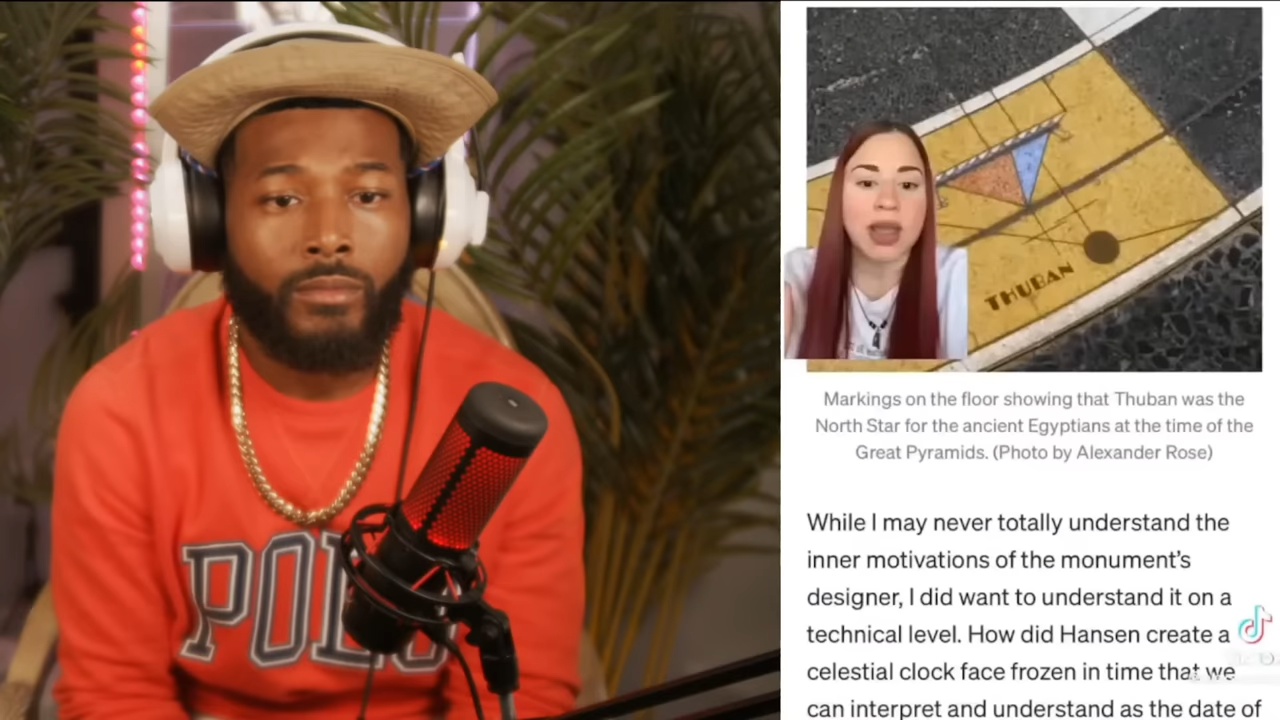 POLO
THUBAN
Markings on the floor showing that Thuban was the
North Star for the ancient Egyptians at the time of the
Great Pyramids. (Photo by Alexander Rose)
While I may never totally understand the
inner motivations of the monument’s
designer, I did want to understand it on a
technical level. How did Hansen create a
celestial clock face frozen in time that we
can interpret and understand as the date of